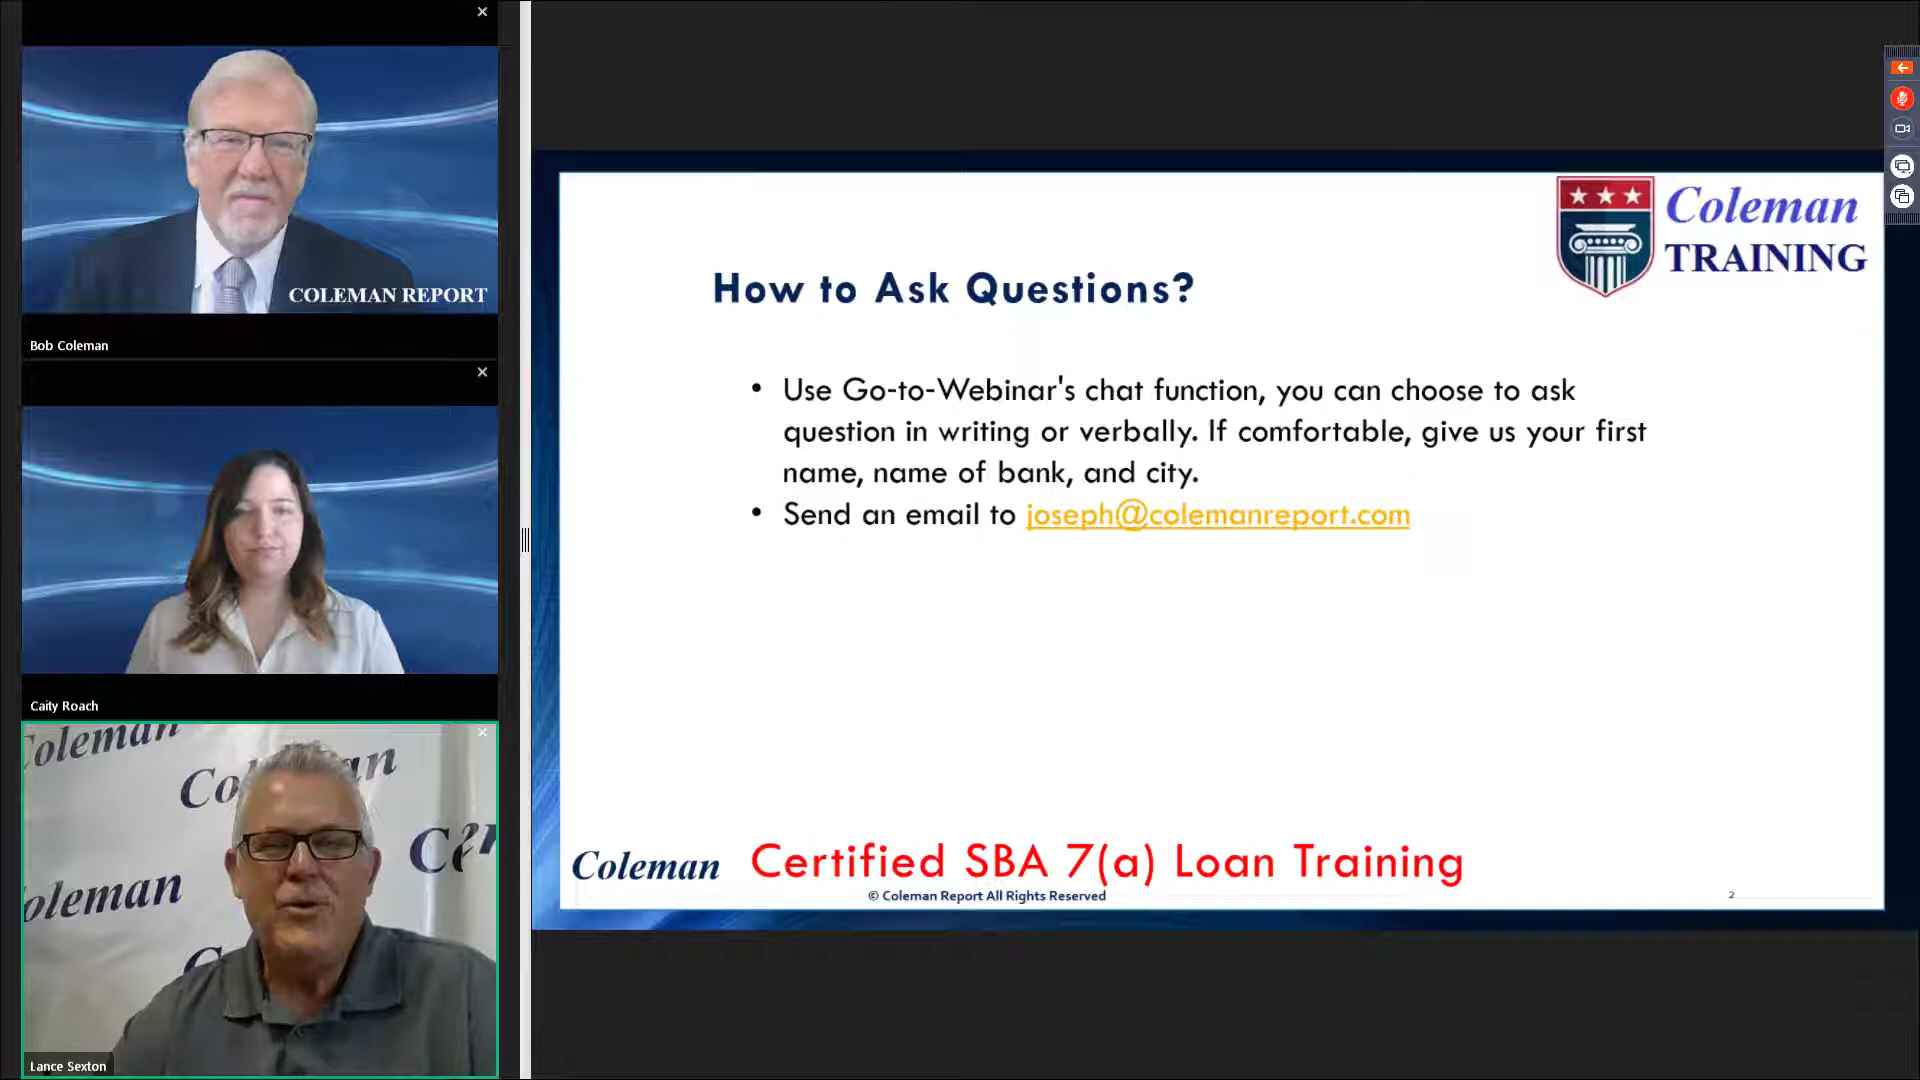 COLEMAN REPORT
Bob Coleman
Caity Roach
Coleman
Coleman
Lance Sexton
Coleman
TRAINING
How to Ask Questions?
• Use Go-to-Webinar's chat function, you can choose to ask
question in writing or verbally. If comfortable, give us your first
name, name of bank, and city.
• Send an email to joseph@colemanreport.com
Coleman Certified SBA 7(a) Loan Training
© Coleman Report All Rights Reserved
2